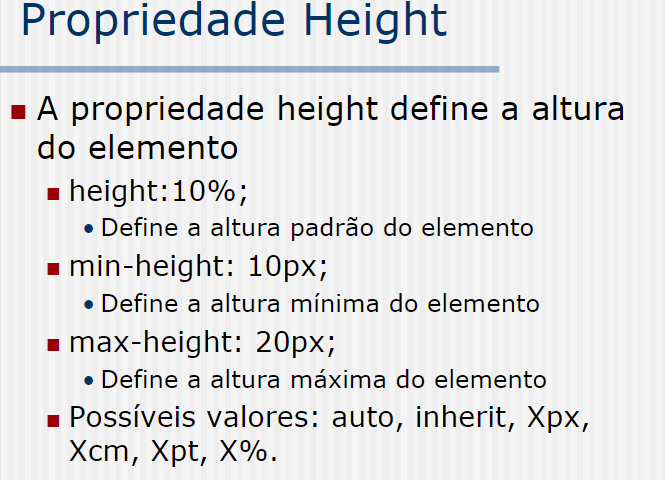 Propriedade Height
A propriedade height define a altura
do elemento
height:10%;
Define a altura padrão do elemento
min-height: 10px;
Define a altura mínima do elemento
max-height: 20px;
Define a altura máxima do elemento
Possíveis valores: auto, inherit, Xpx,
Xcm, Xpt, X%.